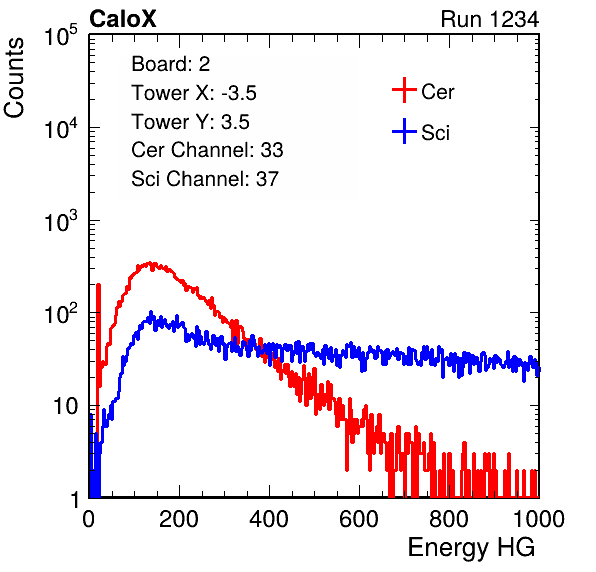 CaloX Run 1234
Counts
Board: 2
Tower X: -3.5
Tower Y: 3.5
Cer Channel: 33
Sci Channel: 37
Cer
Sci
10^5
10^4
10^3
10^2
10
1
0 200 400 600 800 1000
Energy HG